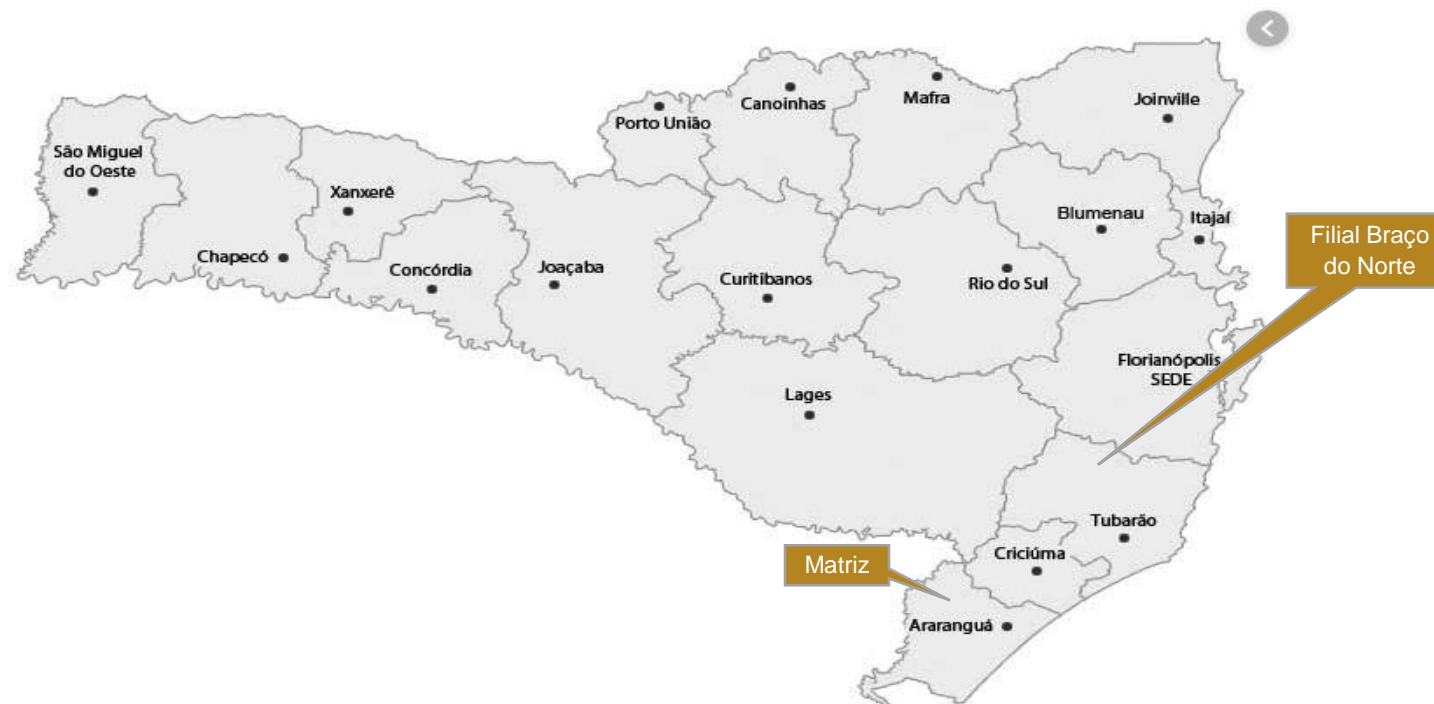 Canoinhas
Mafra
Joinville
Porto União
São Miguel
do Oeste
Xanxerê
Blumenau
Itajaí
Filial Braço
do Norte
Chapecó
Concórdia
Joaçaba
Curitibanos
Rio do Sul
Florianópolis
SEDE
Lages
Tubarão
Criciúma
Matriz
Araranguá